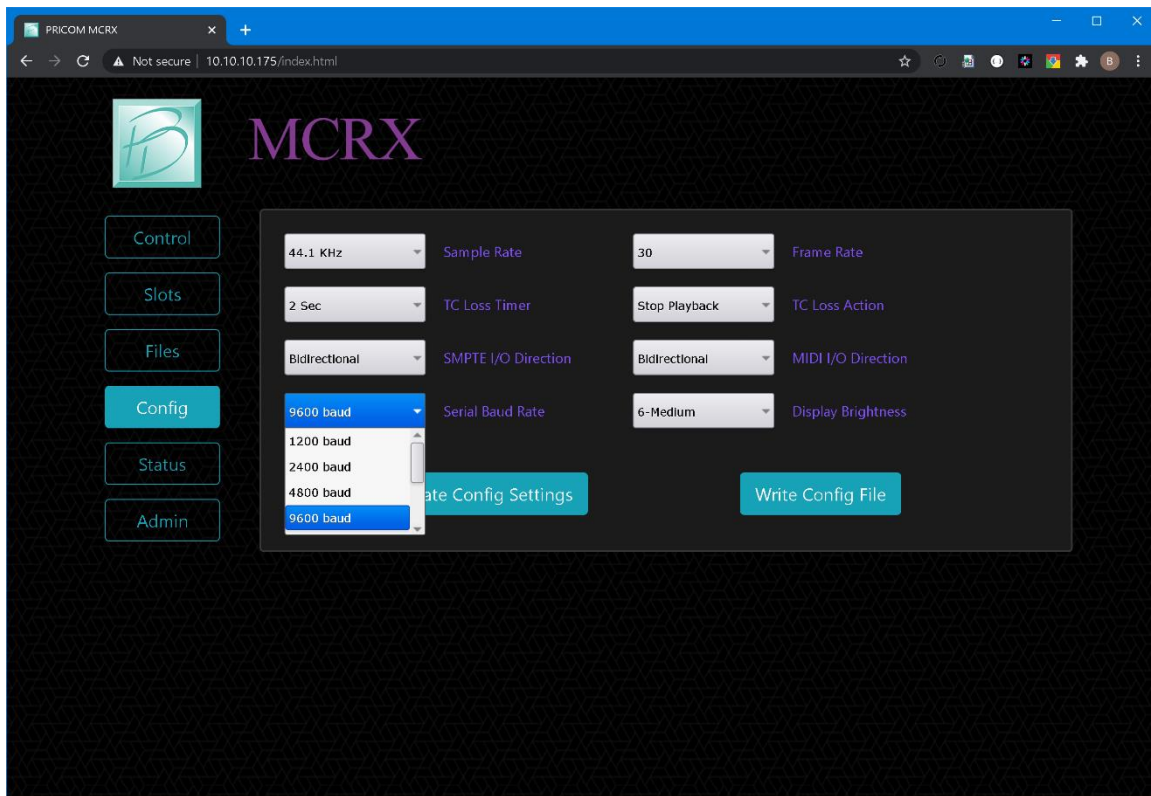 PRICOM MCRX
Not secure | 10.10.10.175/index.html
B
MCRX
Control
Slots
Files
Config
Status
Admin
44.1 KHz Sample Rate 30 Frame Rate
2 Sec TC Loss Timer Stop Playback TC Loss Action
Bidirectional SMPTE I/O Direction Bidirectional MIDI I/O Direction
9600 baud Serial Baud Rate 6-Medium Display Brightness
1200 baud
2400 baud
4800 baud
9600 baud
ate Config Settings Write Config File